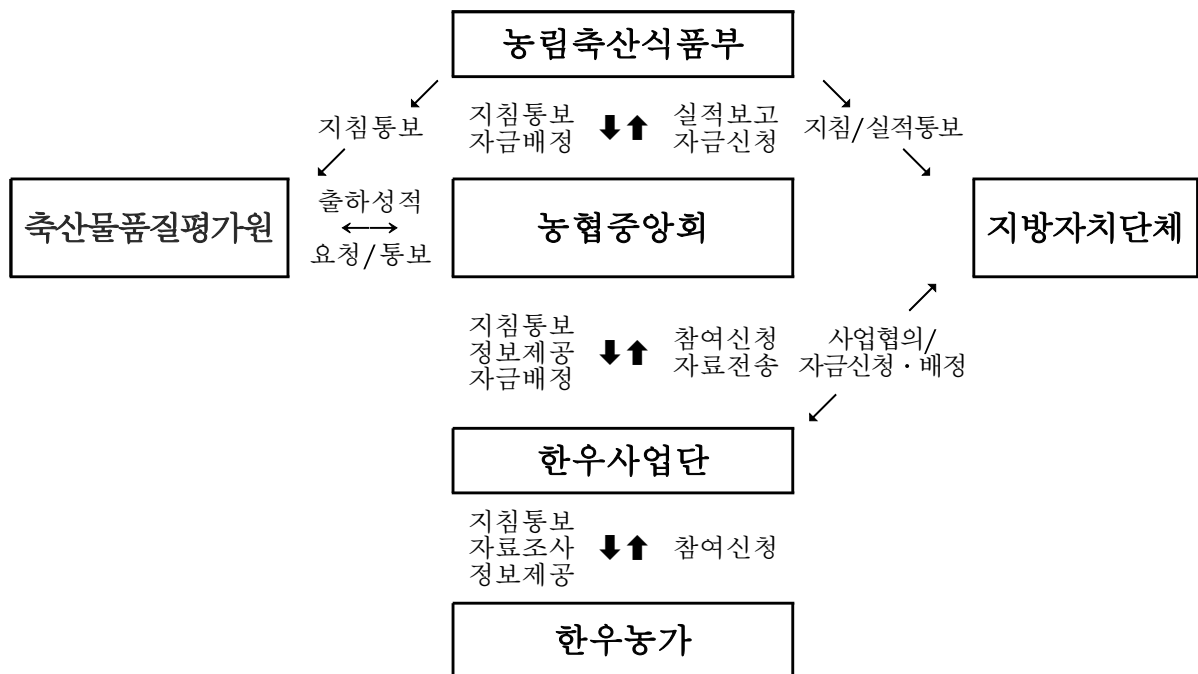 농림축산식품부
지침통보
지침통보
자금배정
실적보고
자금신청
지침/실적통보
축산물품질평가원
출하성적
요청/통보
농협중앙회
지방자치단체
지침통보
정보제공
자금배정
참여신청
자료전송
사업협의/
자금신청·배정
한우사업단
지침통보
자료조사
정보제공
참여신청
한우농가